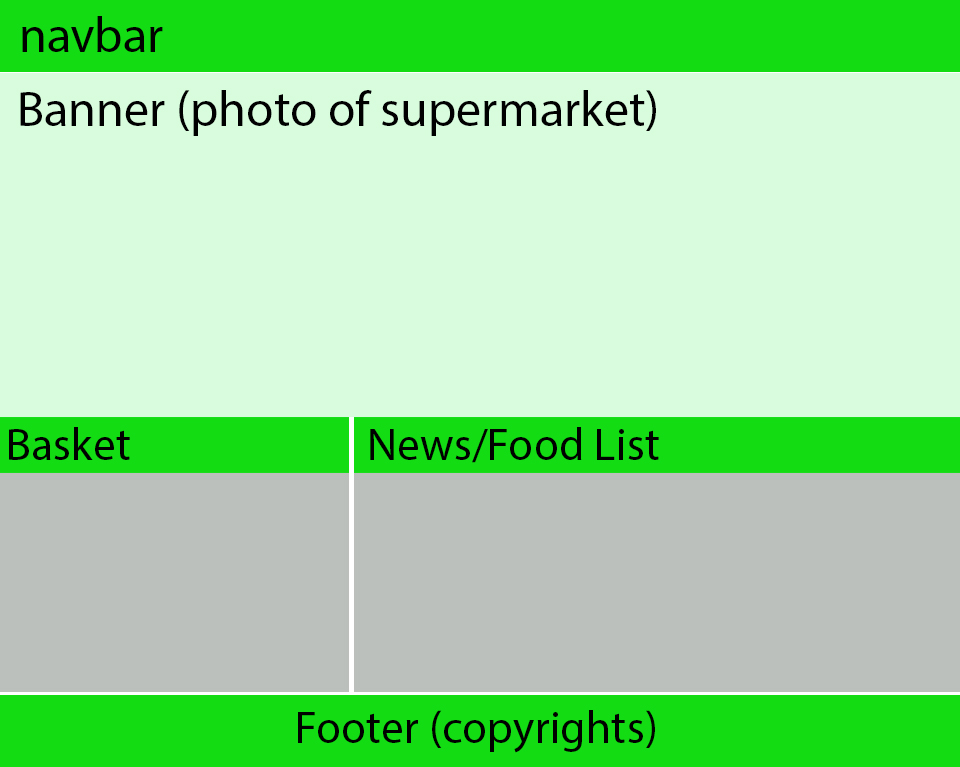 navbar
Banner (photo of supermarket)
Basket
News/Food List
Footer (copyrights)